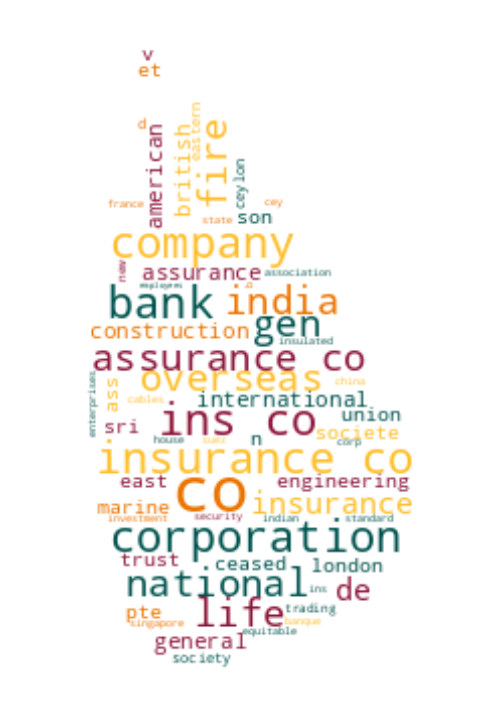 v
et
d
american
british
eastern
fire
ceylon
france
cey
state
son
company
new
assurance
association
employees
bank
india
gen
construction
insulated
assurance co
overseas
china
enterprises
ass
cables
international
ins co
union
sri
societe
house
suez
n
corp
insurance co
east
co
engineering
marine
insurance
investment
security
indian
standard
corporation
trust
ceased
london
national
ins
de
pte
life
trading
singapore
banque
general
equitable
society